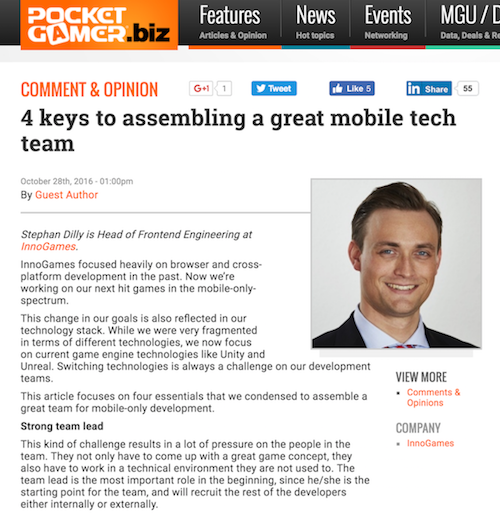 POCKET
GAMER.biz
Features
Articles & Opinion
News
Hot topics
Events
Networking
MGU / D
Data, Deals & Re
COMMENT & OPINION
G+1 1
Tweet
Like 5
in Share 55
4 keys to assembling a great mobile tech
team
October 28th, 2016 - 01:00pm
By Guest Author
Stephan Dilly is Head of Frontend Engineering at
InnoGames.
InnoGames focused heavily on browser and cross-
platform development in the past. Now we're
working on our next hit games in the mobile-only-
spectrum.
This change in our goals is also reflected in our
technology stack. While we were very fragmented
in terms of different technologies, we now focus
on current game engine technologies like Unity and
Unreal. Switching technologies is always a challenge on our development
teams.
This article focuses on four essentials that we condensed to assemble a
great team for mobile-only development.
Strong team lead
This kind of challenge results in a lot of pressure on the people in the
team. They not only have to come up with a great game concept, they
also have to work in a technical environment they are not used to. The
team lead is the most important role in the beginning, since he/she is the
starting point for the team, and will recruit the rest of the developers
either internally or externally.
VIEW MORE
Comments &
Opinions
COMPANY
InnoGames